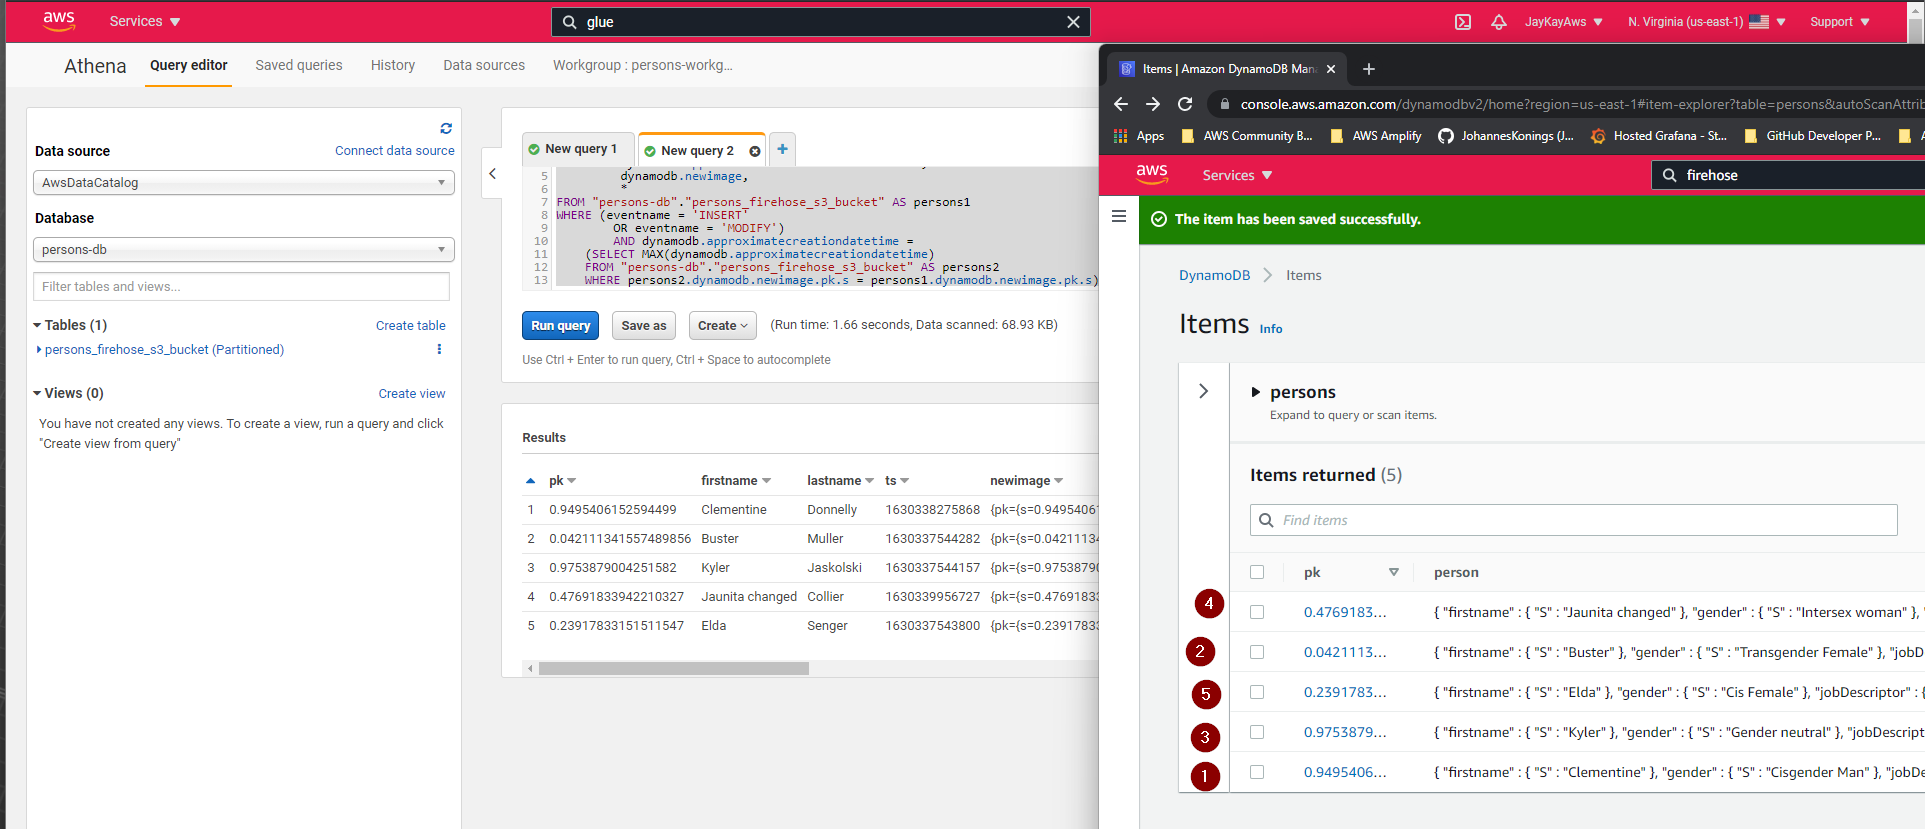 aws Services glue JayKayAws N. Virginia (us-east-1) Support
Athena Query editor Saved queries History Data sources Workgroup : persons-workg...
Data source Connect data source
AwsDataCatalog
Database
persons-db
Filter tables and views...
Tables (1) Create table
persons_firehose_s3_bucket (Partitioned)
Views (0) Create view
You have not created any views. To create a view, run a query and click
"Create view from query"
New query 1 New query 2
5 dynamodb.newimage,
6 *
7 FROM "persons-db"."persons_firehose_s3_bucket" AS persons1
8 WHERE (eventname = 'INSERT'
9 OR eventname = 'MODIFY')
10 AND dynamodb.approximatecreationdatetime =
11 (SELECT MAX(dynamodb.approximatecreationdatetime)
12 FROM "persons-db"."persons_firehose_s3_bucket" AS persons2
13 WHERE persons2.dynamodb.newimage.pk.s = persons1.dynamodb.newimage.pk.s)
Run query Save as Create (Run time: 1.66 seconds, Data scanned: 68.93 KB)
Use Ctrl + Enter to run query, Ctrl + Space to autocomplete
Results
pk firstname lastname ts newimage
1 0.9495406152594499 Clementine Donnelly 1630338275868 {pk={s=0.9495406
2 0.042111341557489856 Buster Muller 1630337544282 {pk={s=0.0421113
3 0.9753879004251582 Kyler Jaskolski 1630337544157 {pk={s=0.9753879
4 0.47691833942210327 Jaunita changed Collier 1630339956727 {pk={s=0.4769183
5 0.23917833151511547 Elda Senger 1630337543800 {pk={s=0.2391783
Items | Amazon DynamoDB Man
console.aws.amazon.com/dynamodbv2/home?region=us-east-1#item-explorer?table=persons&autoScanAttrib
Apps AWS Community B... AWS Amplify JohannesKonings (J... Hosted Grafana - St... GitHub Developer P... A
aws Services firehose
The item has been saved successfully.
DynamoDB Items
Items Info
persons
Expand to query or scan items.
Items returned (5)
Find items
pk person
4 0.4769183... { "firstname" : { "S" : "Jaunita changed" }, "gender" : { "S" : "Intersex woman" }, "
2 0.0421113... { "firstname" : { "S" : "Buster" }, "gender" : { "S" : "Transgender Female" }, "jobD
5 0.2391783... { "firstname" : { "S" : "Elda" }, "gender" : { "S" : "Cis Female" }, "jobDescriptor" : {
3 0.9753879... { "firstname" : { "S" : "Kyler" }, "gender" : { "S" : "Gender neutral" }, "jobDescript
1 0.9495406... { "firstname" : { "S" : "Clementine" }, "gender" : { "S" : "Cisgender Man" }, "jobDe